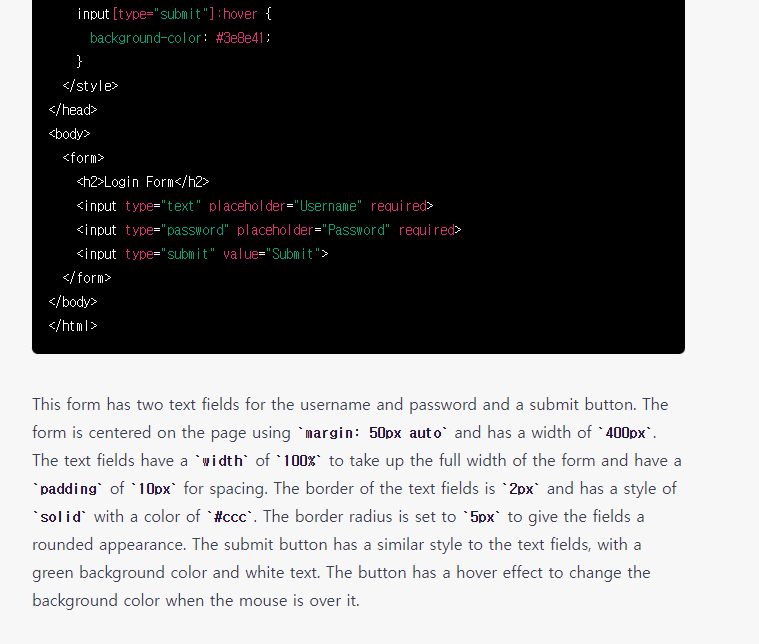 input[type="submit"]:hover {
background-color: #3e8e41;
}
</style>
</head>
<body>
<form>
<h2>Login Form</h2>
<input type="text" placeholder="Username" required>
<input type="password" placeholder="Password" required>
<input type="submit" value="Submit">
</form>
</body>
</html>
This form has two text fields for the username and password and a submit button. The
form is centered on the page using `margin: 50px auto` and has a width of `400px`.
The text fields have a `width` of `100%` to take up the full width of the form and have a
`padding` of `10px` for spacing. The border of the text fields is `2px` and has a style of
`solid` with a color of `#ccc`. The border radius is set to `5px` to give the fields a
rounded appearance. The submit button has a similar style to the text fields, with a
green background color and white text. The button has a hover effect to change the
background color when the mouse is over it.